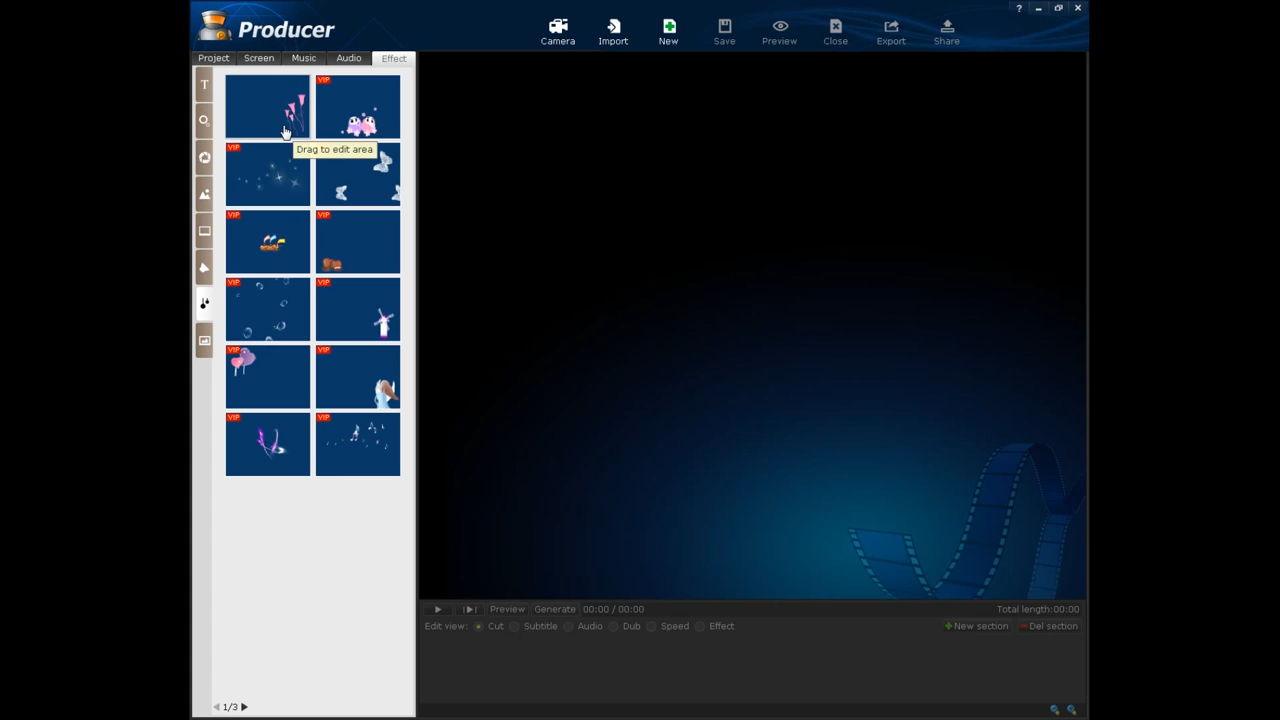 Producer
Camera Import New Save Preview Close Export Share
?
Project Screen Music Audio Effect
T
VIP
Drag to edit area
VIP
VIP VIP
VIP VIP
VIP VIP
VIP VIP
Preview Generate 00:00 / 00:00 Total length:00:00
Edit view: Cut Subtitle Audio Dub Speed Effect New section Del section
1/3